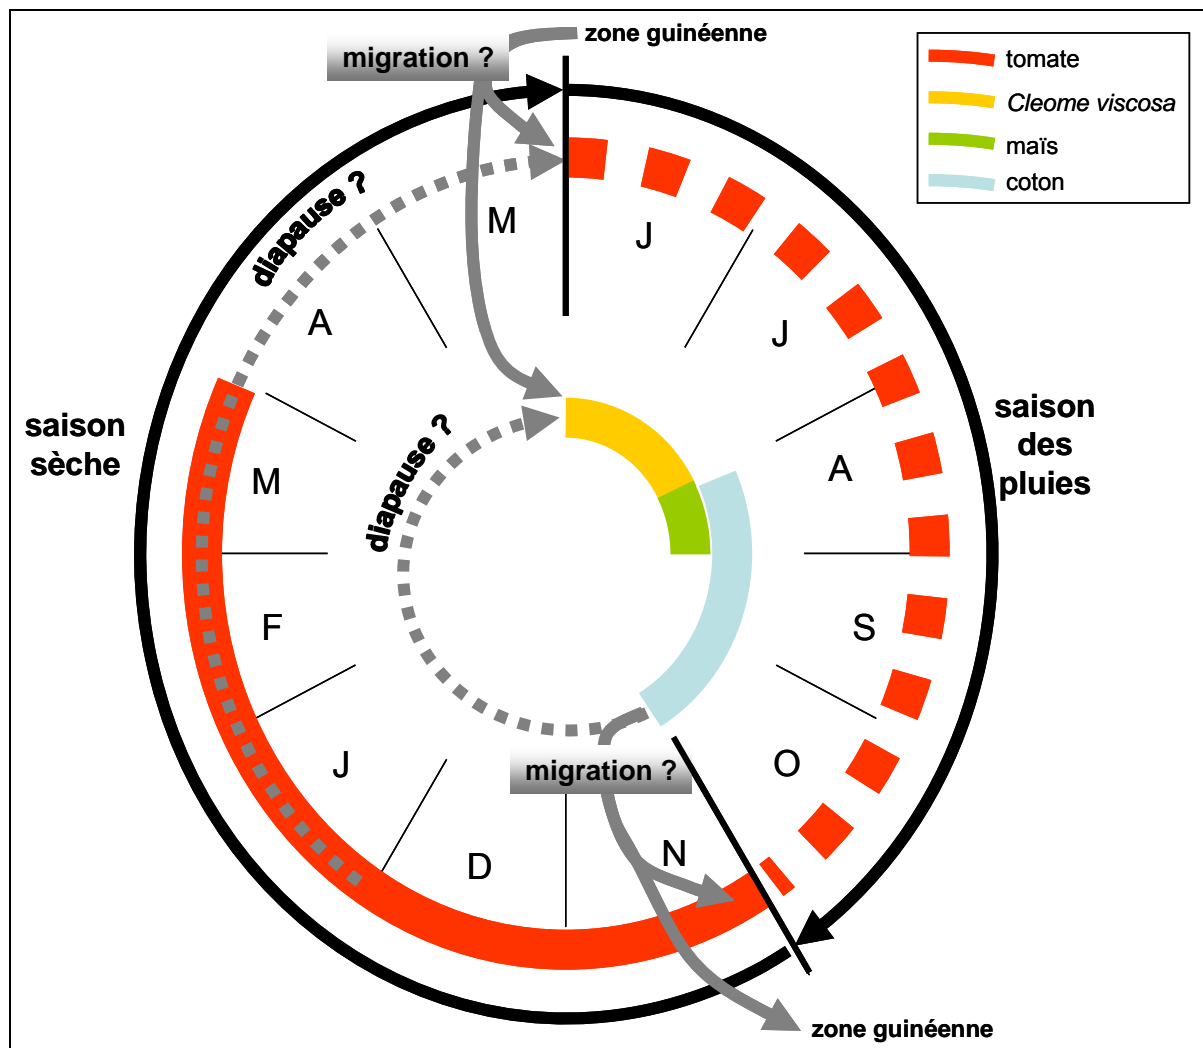 zone guinéenne
migration ?
tomate
Cleome viscosa
maïs
coton
diapause ?
M
J
A
J
saison
sèche
saison
des
pluies
diapause ?
M
A
F
S
J
O
migration ?
D
N
zone guinéenne